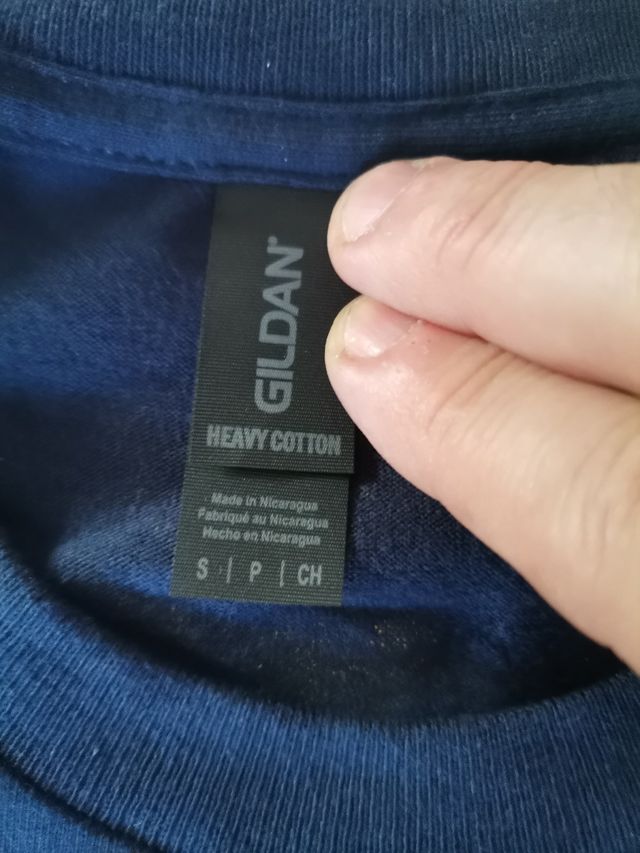 GILDAN®
HEAVY COTTON
Made in Nicaragua
Fabriqué au Nicaragua
Hecho en Nicaragua
S | P | CH